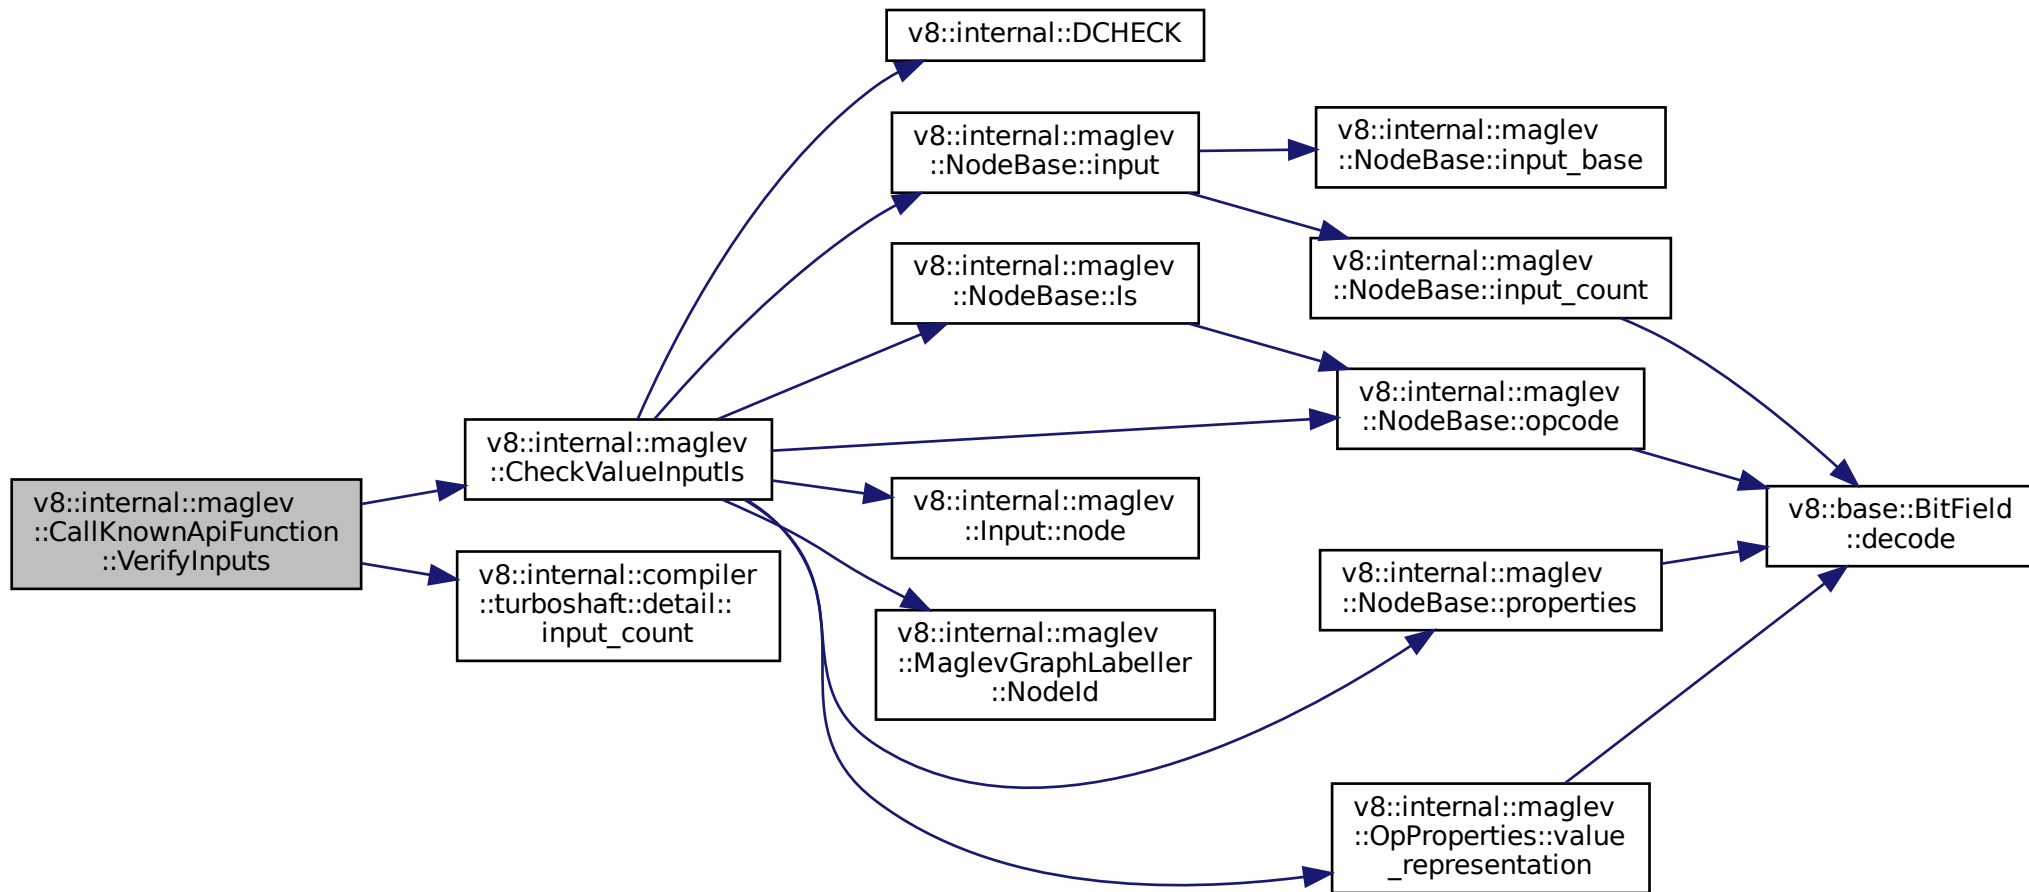 v8::internal::DCHECK
v8::internal::maglev
::NodeBase::input
v8::internal::maglev
::NodeBase::input_base
v8::internal::maglev
::NodeBase::Is
v8::internal::maglev
::NodeBase::input_count
v8::internal::maglev
::NodeBase::opcode
v8::internal::maglev
::CheckValueInputIs
v8::internal::maglev
::CallKnownApiFunction
::VerifyInputs
v8::internal::maglev
::Input::node
v8::base::BitField
::decode
v8::internal::compiler
::turboshaft::detail::
input_count
v8::internal::maglev
::NodeBase::properties
v8::internal::maglev
::MaglevGraphLabeller
::NodeId
v8::internal::maglev
::OpProperties::value
_representation